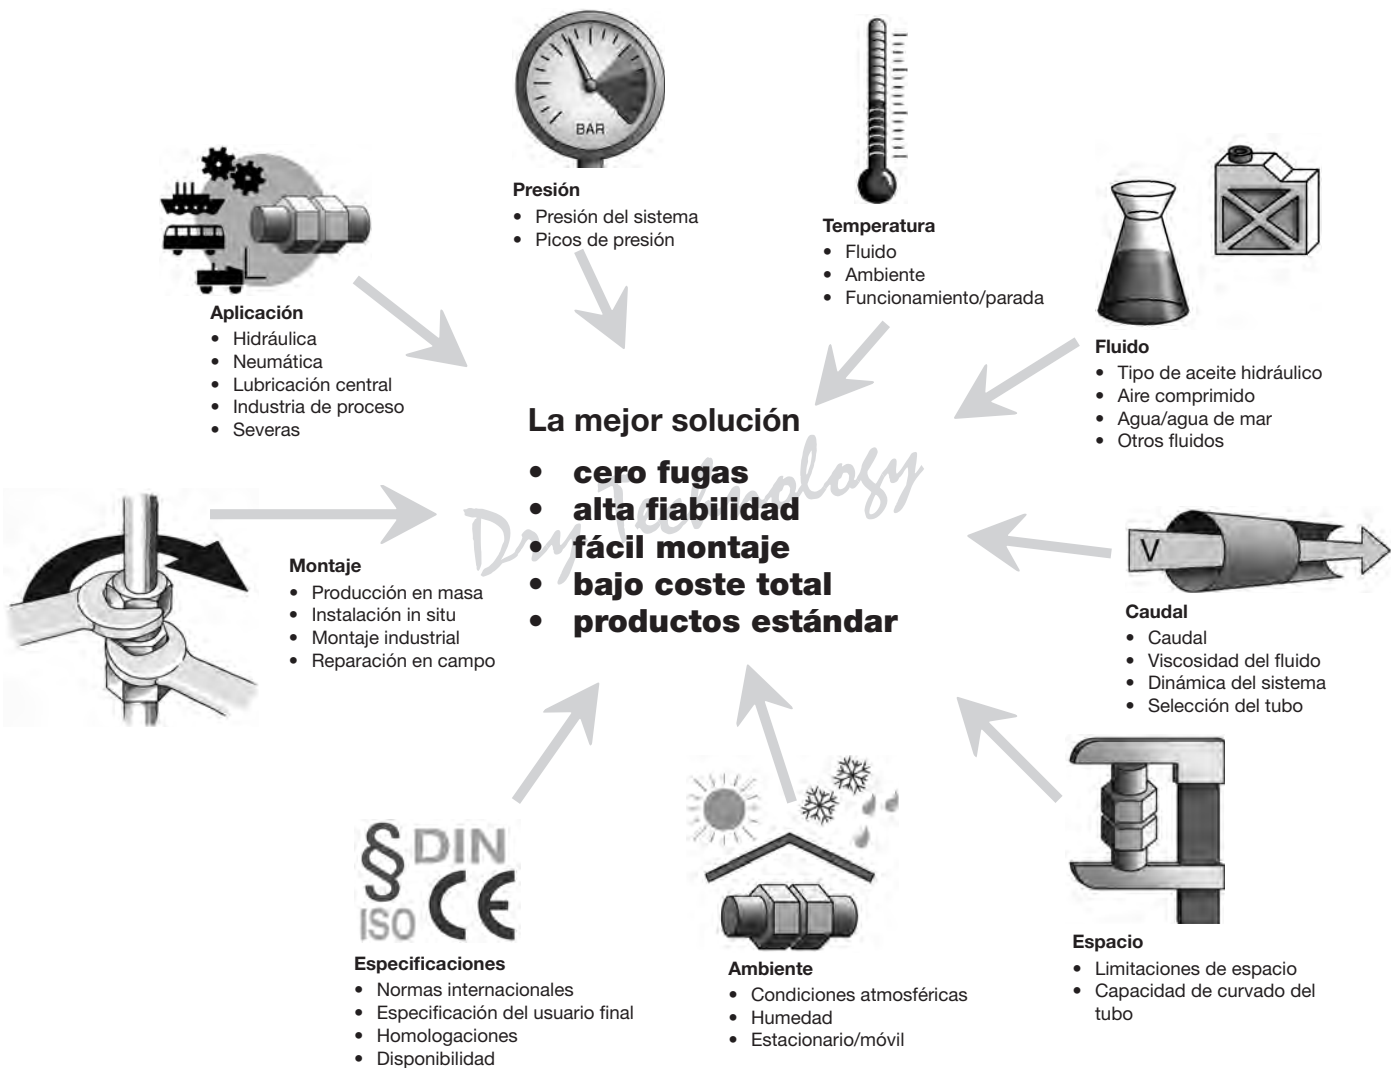 BAR
Presión
• Presión del sistema
• Picos de presión
Temperatura
• Fluido
• Ambiente
• Funcionamiento/parada
Fluido
• Tipo de aceite hidráulico
• Aire comprimido
• Agua/agua de mar
• Otros fluidos
Aplicación
• Hidráulica
• Neumática
• Lubricación central
• Industria de proceso
• Severas
La mejor solución
• cero fugas
• alta fiabilidad
• fácil montaje
• bajo coste total
• productos estándar
Dry Technology
Montaje
• Producción en masa
• Instalación in situ
• Montaje industrial
• Reparación en campo
V
Caudal
• Caudal
• Viscosidad del fluido
• Dinámica del sistema
• Selección del tubo
§ DIN
ISO CE
Especificaciones
• Normas internacionales
• Especificación del usuario final
• Homologaciones
• Disponibilidad
Ambiente
• Condiciones atmosféricas
• Humedad
• Estacionario/móvil
Espacio
• Limitaciones de espacio
• Capacidad de curvado del
tubo